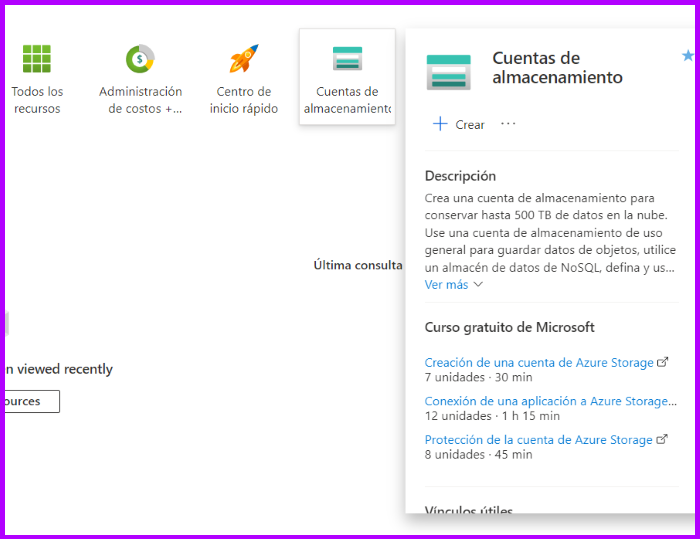 Todos los
recursos
Administración
de costos +...
Centro de
inicio rápido
Cuentas de
almacenamiento
Cuentas de
almacenamiento
+ Crear ...
Descripción
Crea una cuenta de almacenamiento para
conservar hasta 500 TB de datos en la nube.
Use una cuenta de almacenamiento de uso
general para guardar datos de objetos, utilice
un almacén de datos de NoSQL, defina y us...
Ver más
Última consulta
Curso gratuito de Microsoft
Creación de una cuenta de Azure Storage
7 unidades · 30 min
Conexión de una aplicación a Azure Storage...
12 unidades · 1 h 15 min
Protección de la cuenta de Azure Storage
8 unidades · 45 min
n viewed recently
ources
Vínculos útiles